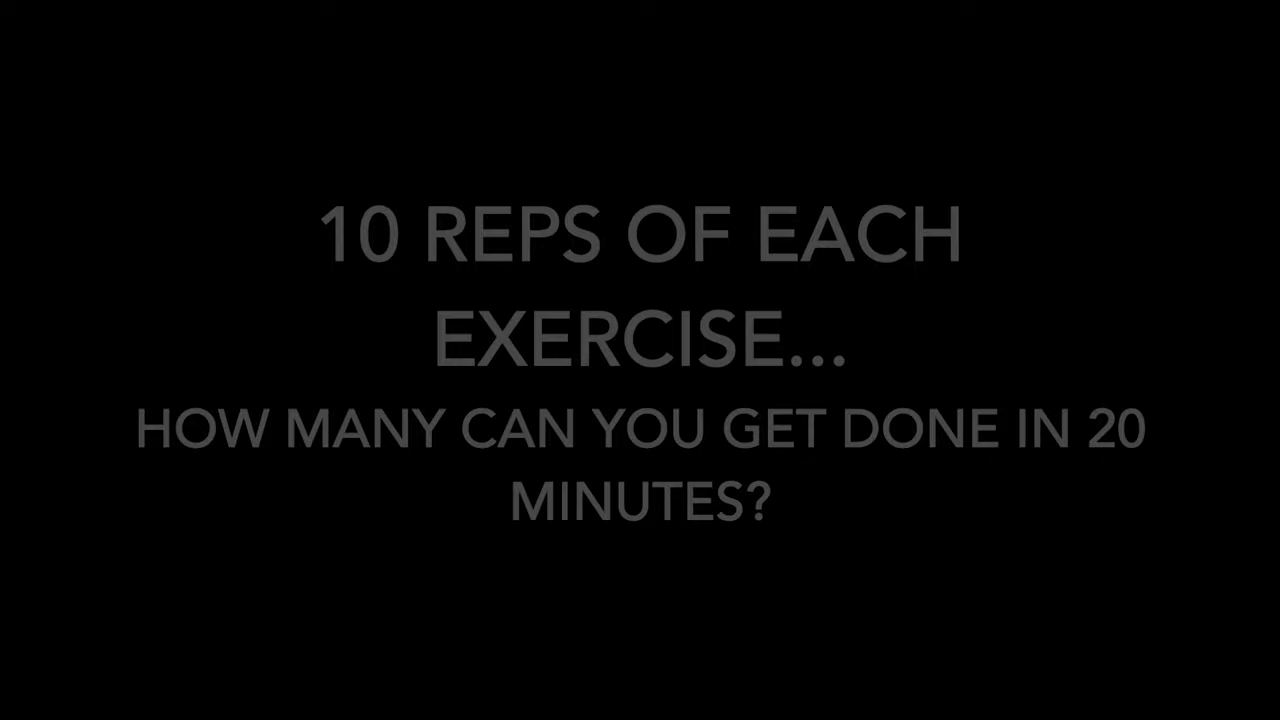 10 REPS OF EACH
EXERCISE...
HOW MANY CAN YOU GET DONE IN 20
MINUTES?